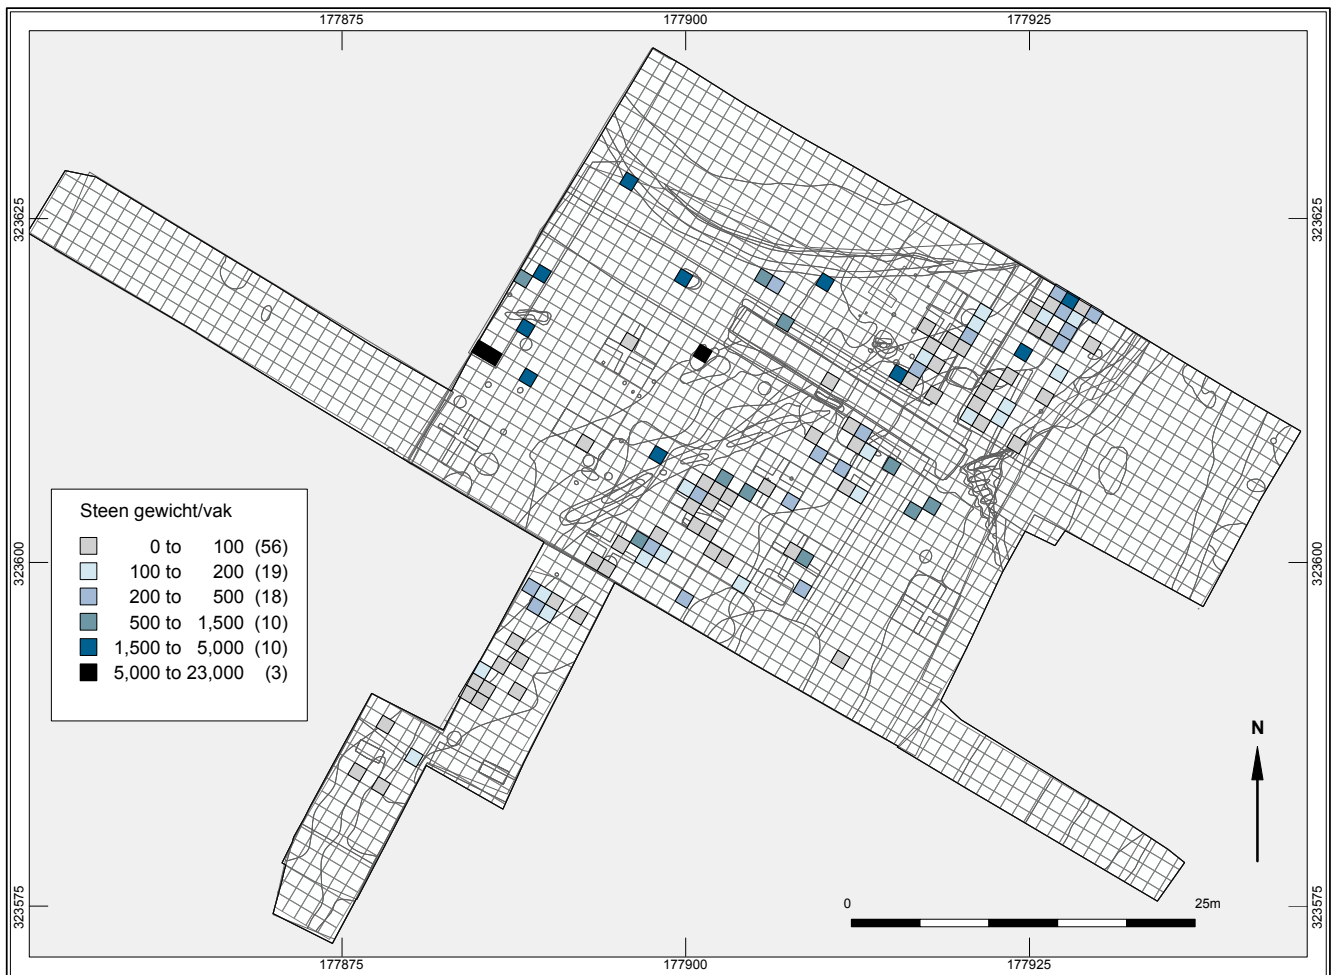 177875 177900 177925
323625 323625
Steen gewicht/vak
0 to 100 (56)
100 to 200 (19)
200 to 500 (18)
500 to 1,500 (10)
1,500 to 5,000 (10)
5,000 to 23,000 (3)
323600 323600
N
0 25m
323575 323575
177875 177900 177925